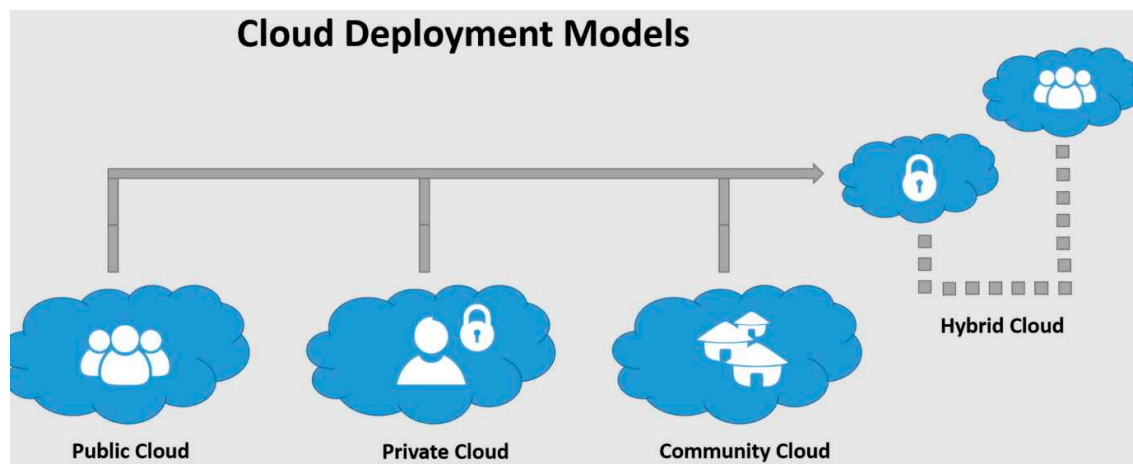 Cloud Deployment Models
Hybrid Cloud
Public Cloud
Private Cloud
Community Cloud